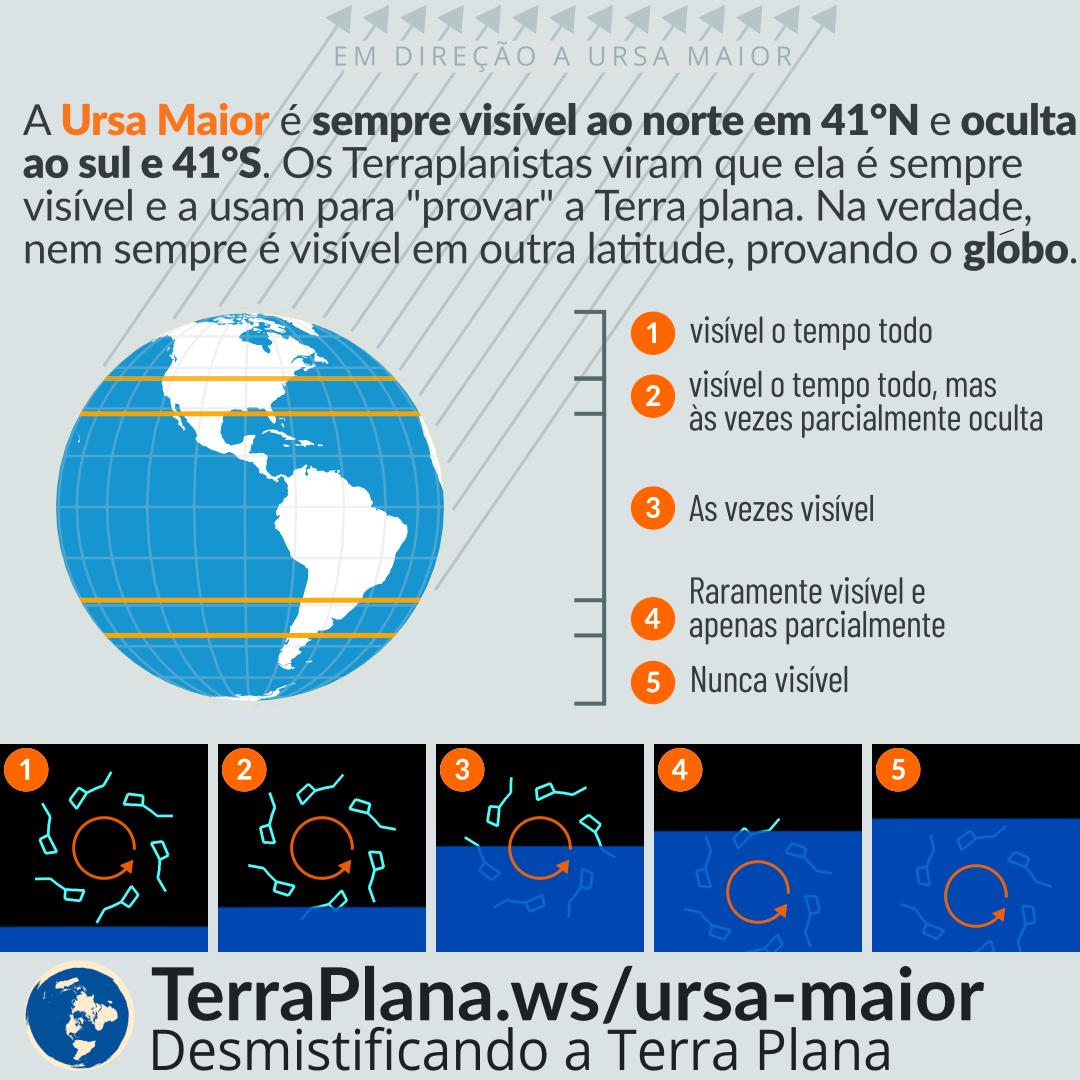 EM DIREÇÃO A URSA MAIOR
A Ursa Maior é sempre visível ao norte em 41°N e oculta
ao sul e 41°S. Os Terraplanistas viram que ela é sempre
visível e a usam para "provar" a Terra plana. Na verdade,
nem sempre é visível em outra latitude, provando o glóbo.
1 visível o tempo todo
2 visível o tempo todo, mas
às vezes parcialmente oculta
3 As vezes visível
Raramente visível e
4 apenas parcialmente
5 Nunca visível
1 2 3 4 5
TerraPlana.ws/ursa-maior
Desmistificando a Terra Plana